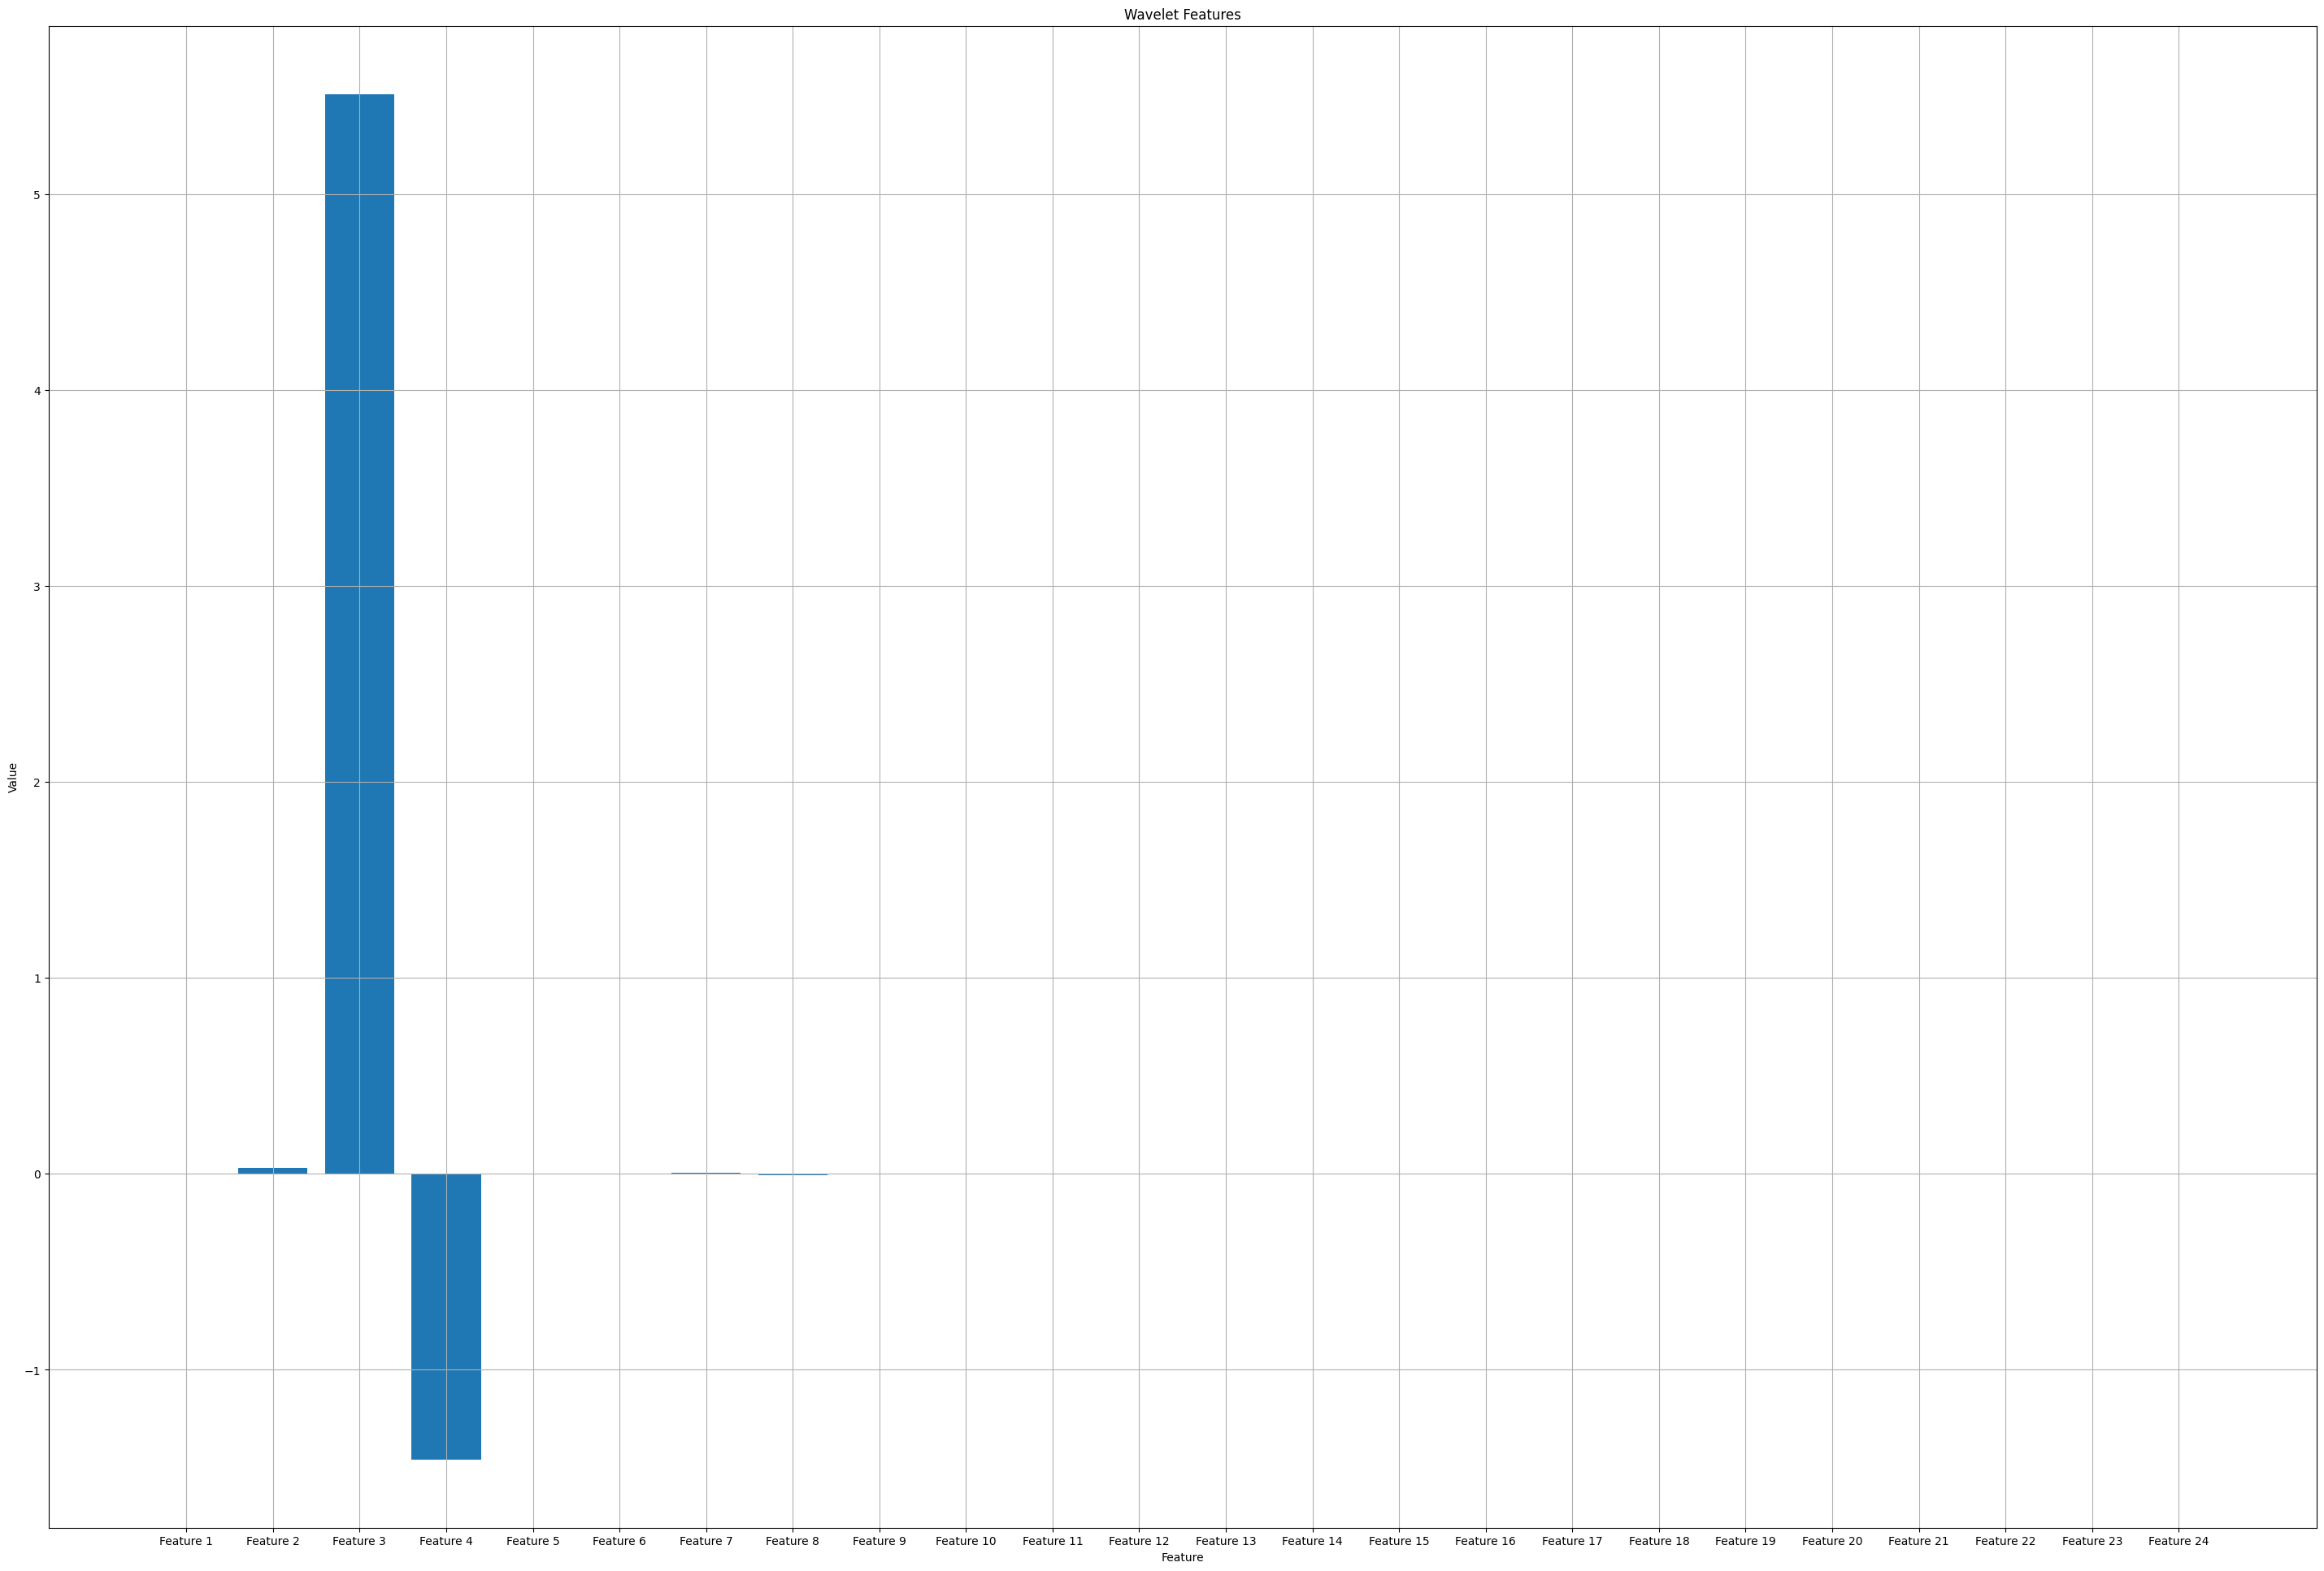 Wavelet Features
Value
5
4
3
2
1
0
−1
Feature 1 Feature 2 Feature 3 Feature 4 Feature 5 Feature 6 Feature 7 Feature 8 Feature 9 Feature 10 Feature 11 Feature 12 Feature 13 Feature 14 Feature 15 Feature 16 Feature 17 Feature 18 Feature 19 Feature 20 Feature 21 Feature 22 Feature 23 Feature 24
Feature